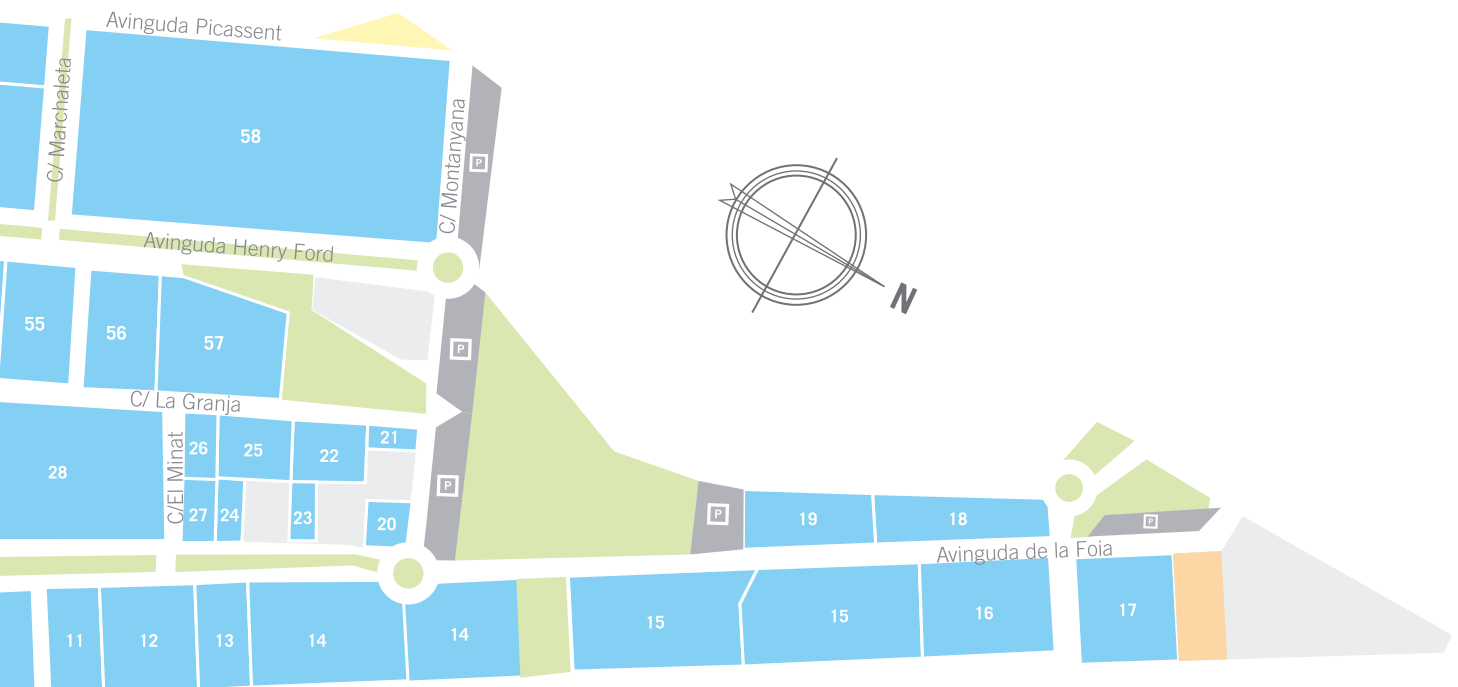 Avinguda Picassent
C/ Marchaleta
58
C/ Montanyana
P
Avinguda Henry Ford
N
55
56
57
P
C/ La Granja
C/El Minat
28
26
25
22
21
27
24
23
20
P
P
19
18
P
Avinguda de la Foia
11
12
13
14
14
15
15
16
17